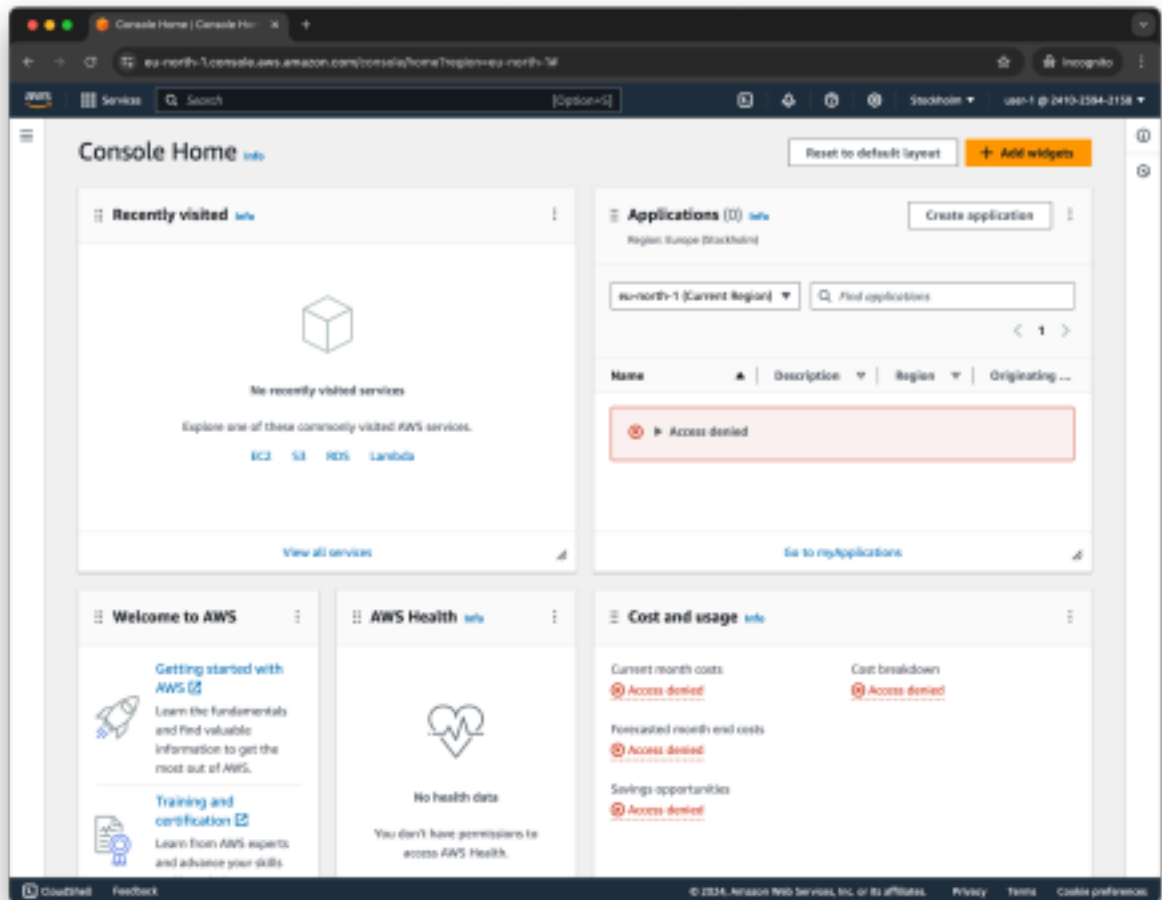 Console Home | Console Ho
eu-north-1.console.aws.amazon.com/console/home?region=eu-north-1#
Incognito
aws
Services
Search
[Option+S]
Stockholm
Console Home
Info
Reset to default layout
+ Add widgets
Recently visited
Info
No recently visited services
Explore one of these commonly visited AWS services.
EC2 S3 RDS Lambda
View all services
Applications (0)
Info
Create application
Region: Europe (Stockholm)
eu-north-1 (Current Region)
Find applications
1
Name
Description
Region
Originating ...
Access denied
Go to myApplications
Welcome to AWS
Getting started with
AWS
Learn the fundamentals
and find valuable
information to get the
most out of AWS.
Training and
certification
Learn from AWS experts
and advance your skills
AWS Health
Info
No health data
You don't have permissions to
access AWS Health.
Cost and usage
Info
Current month costs
Access denied
Forecasted month end costs
Access denied
Savings opportunities
Access denied
Cost breakdown
Access denied
CloudShell
Feedback
© 2024, Amazon Web Services, Inc. or its affiliates.
Privacy
Terms
Cookie preferences